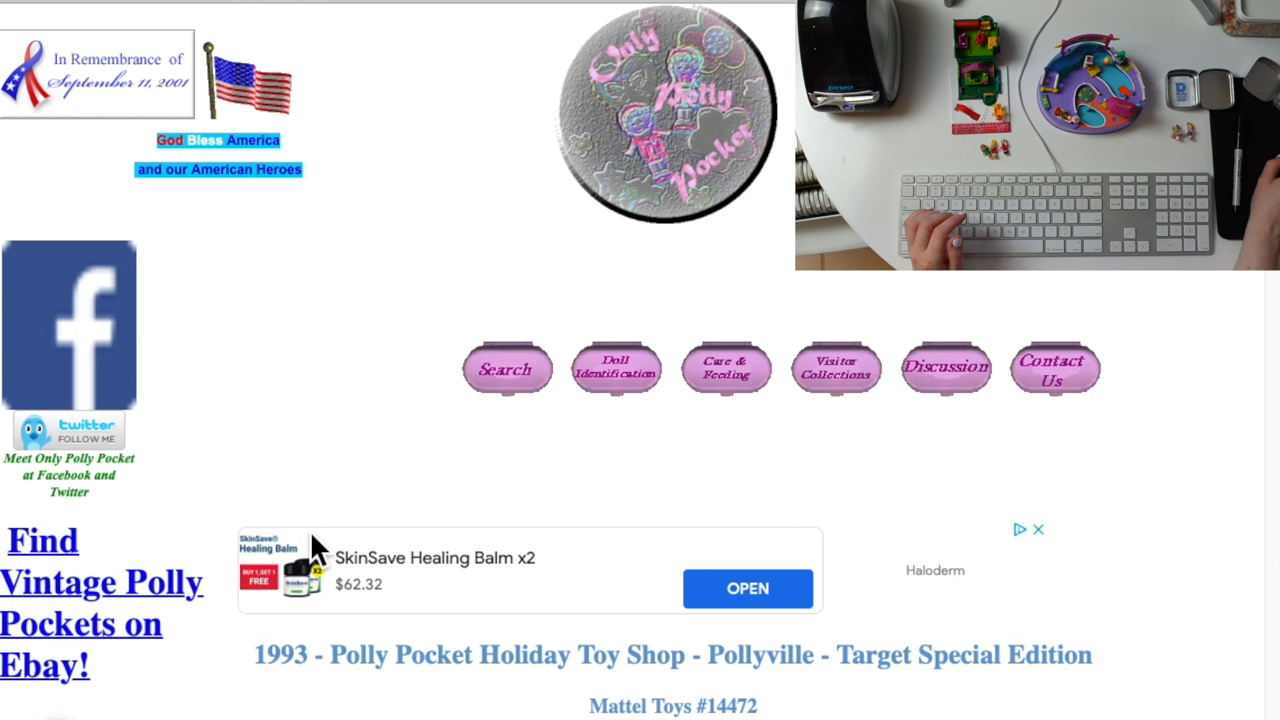 In Remembrance of
September 11, 2001
God Bless America
and our American Heroes
Only
Polly
Pocket
DYMO
Search
Doll
Identification
Care &
Feeding
Visitor
Collections
Discussion
Contact
Us
twitter
FOLLOW ME
Meet Only Polly Pocket
at Facebook and
Twitter
Find
Vintage Polly
Pockets on
Ebay!
SkinSave®
Healing Balm
BUY 1, GET 1
FREE
X2
SkinSave Healing Balm x2
$62.32
OPEN
Haloderm
1993 - Polly Pocket Holiday Toy Shop - Pollyville - Target Special Edition
Mattel Toys #14472